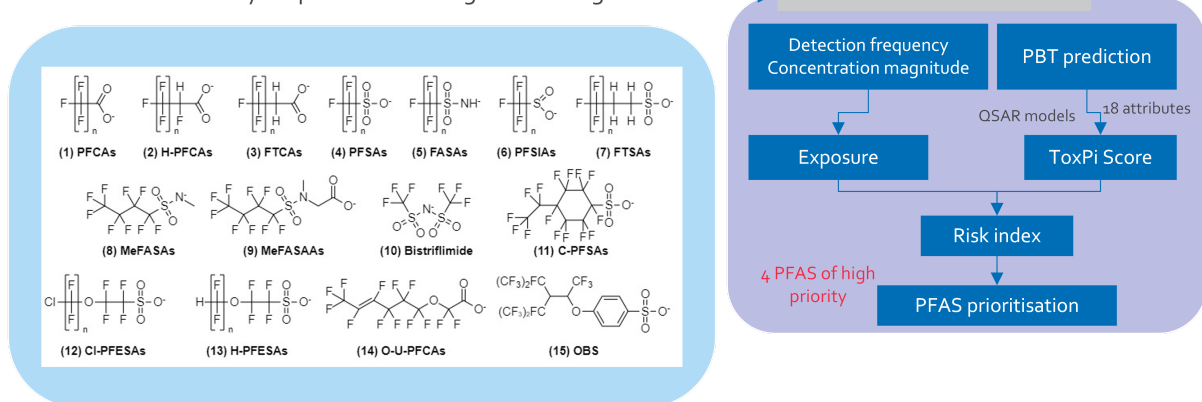 (1) PFCAs
(2) H-PFCAs
(3) FTCAs
(4) PFSAs
(5) FASAs
(6) PFSIAs
(7) FTSAs
(8) MeFASAs
(9) MeFASAAs
(10) Bistriflimide
(11) C-PFSAs
(12) Cl-PFESAs
(13) H-PFESAs
(14) O-U-PFCAs
(15) OBS
Detection frequency
Concentration magnitude
PBT prediction
QSAR models
18 attributes
Exposure
ToxPi Score
Risk index
4 PFAS of high
priority
PFAS prioritisation